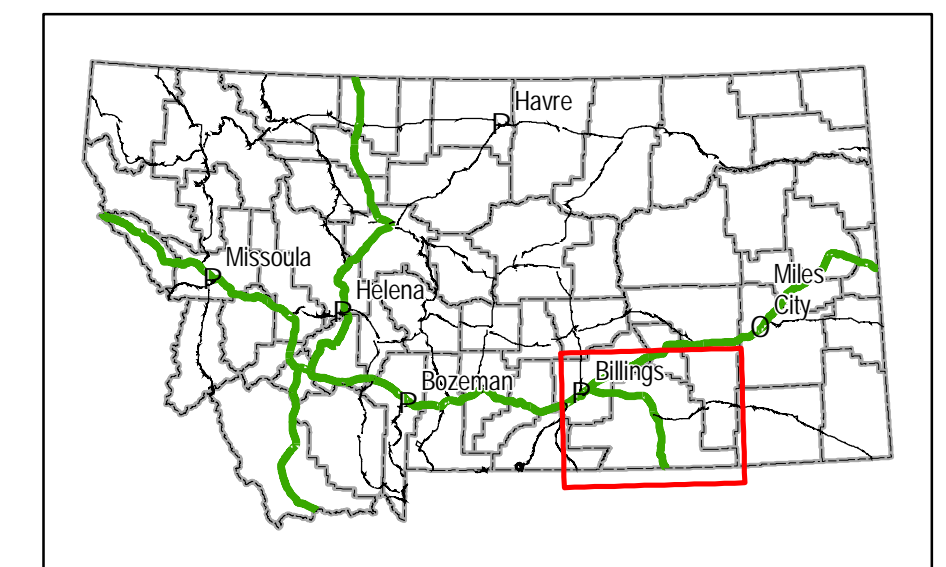 Havre
P
Missoula
P
Helena
P
Miles
City
O
Billings
P
Bozeman
P